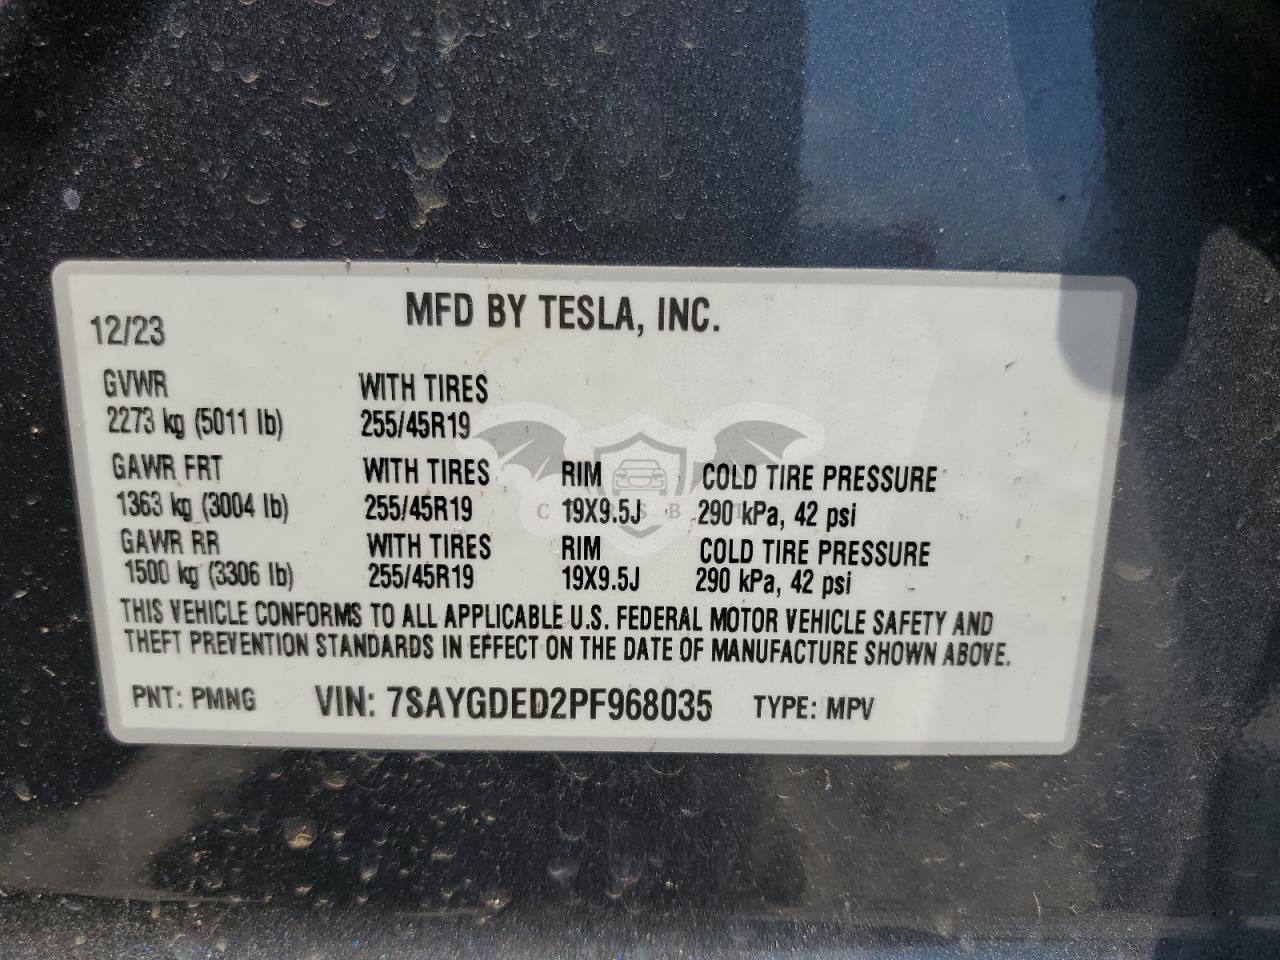 MFD BY TESLA, INC.
12/23
GVWR WITH TIRES
2273 kg (5011 lb) 255/45R19
GAWR FRT WITH TIRES RIM COLD TIRE PRESSURE
1363 kg (3004 lb) 255/45R19 19X9.5J 290 kPa, 42 psi
GAWR RR WITH TIRES RIM COLD TIRE PRESSURE
1500 kg (3306 lb) 255/45R19 19X9.5J 290 kPa, 42 psi
THIS VEHICLE CONFORMS TO ALL APPLICABLE U.S. FEDERAL MOTOR VEHICLE SAFETY AND
THEFT PREVENTION STANDARDS IN EFFECT ON THE DATE OF MANUFACTURE SHOWN ABOVE.
PNT: PMNG VIN: 7SAYGDED2PF968035 TYPE: MPV